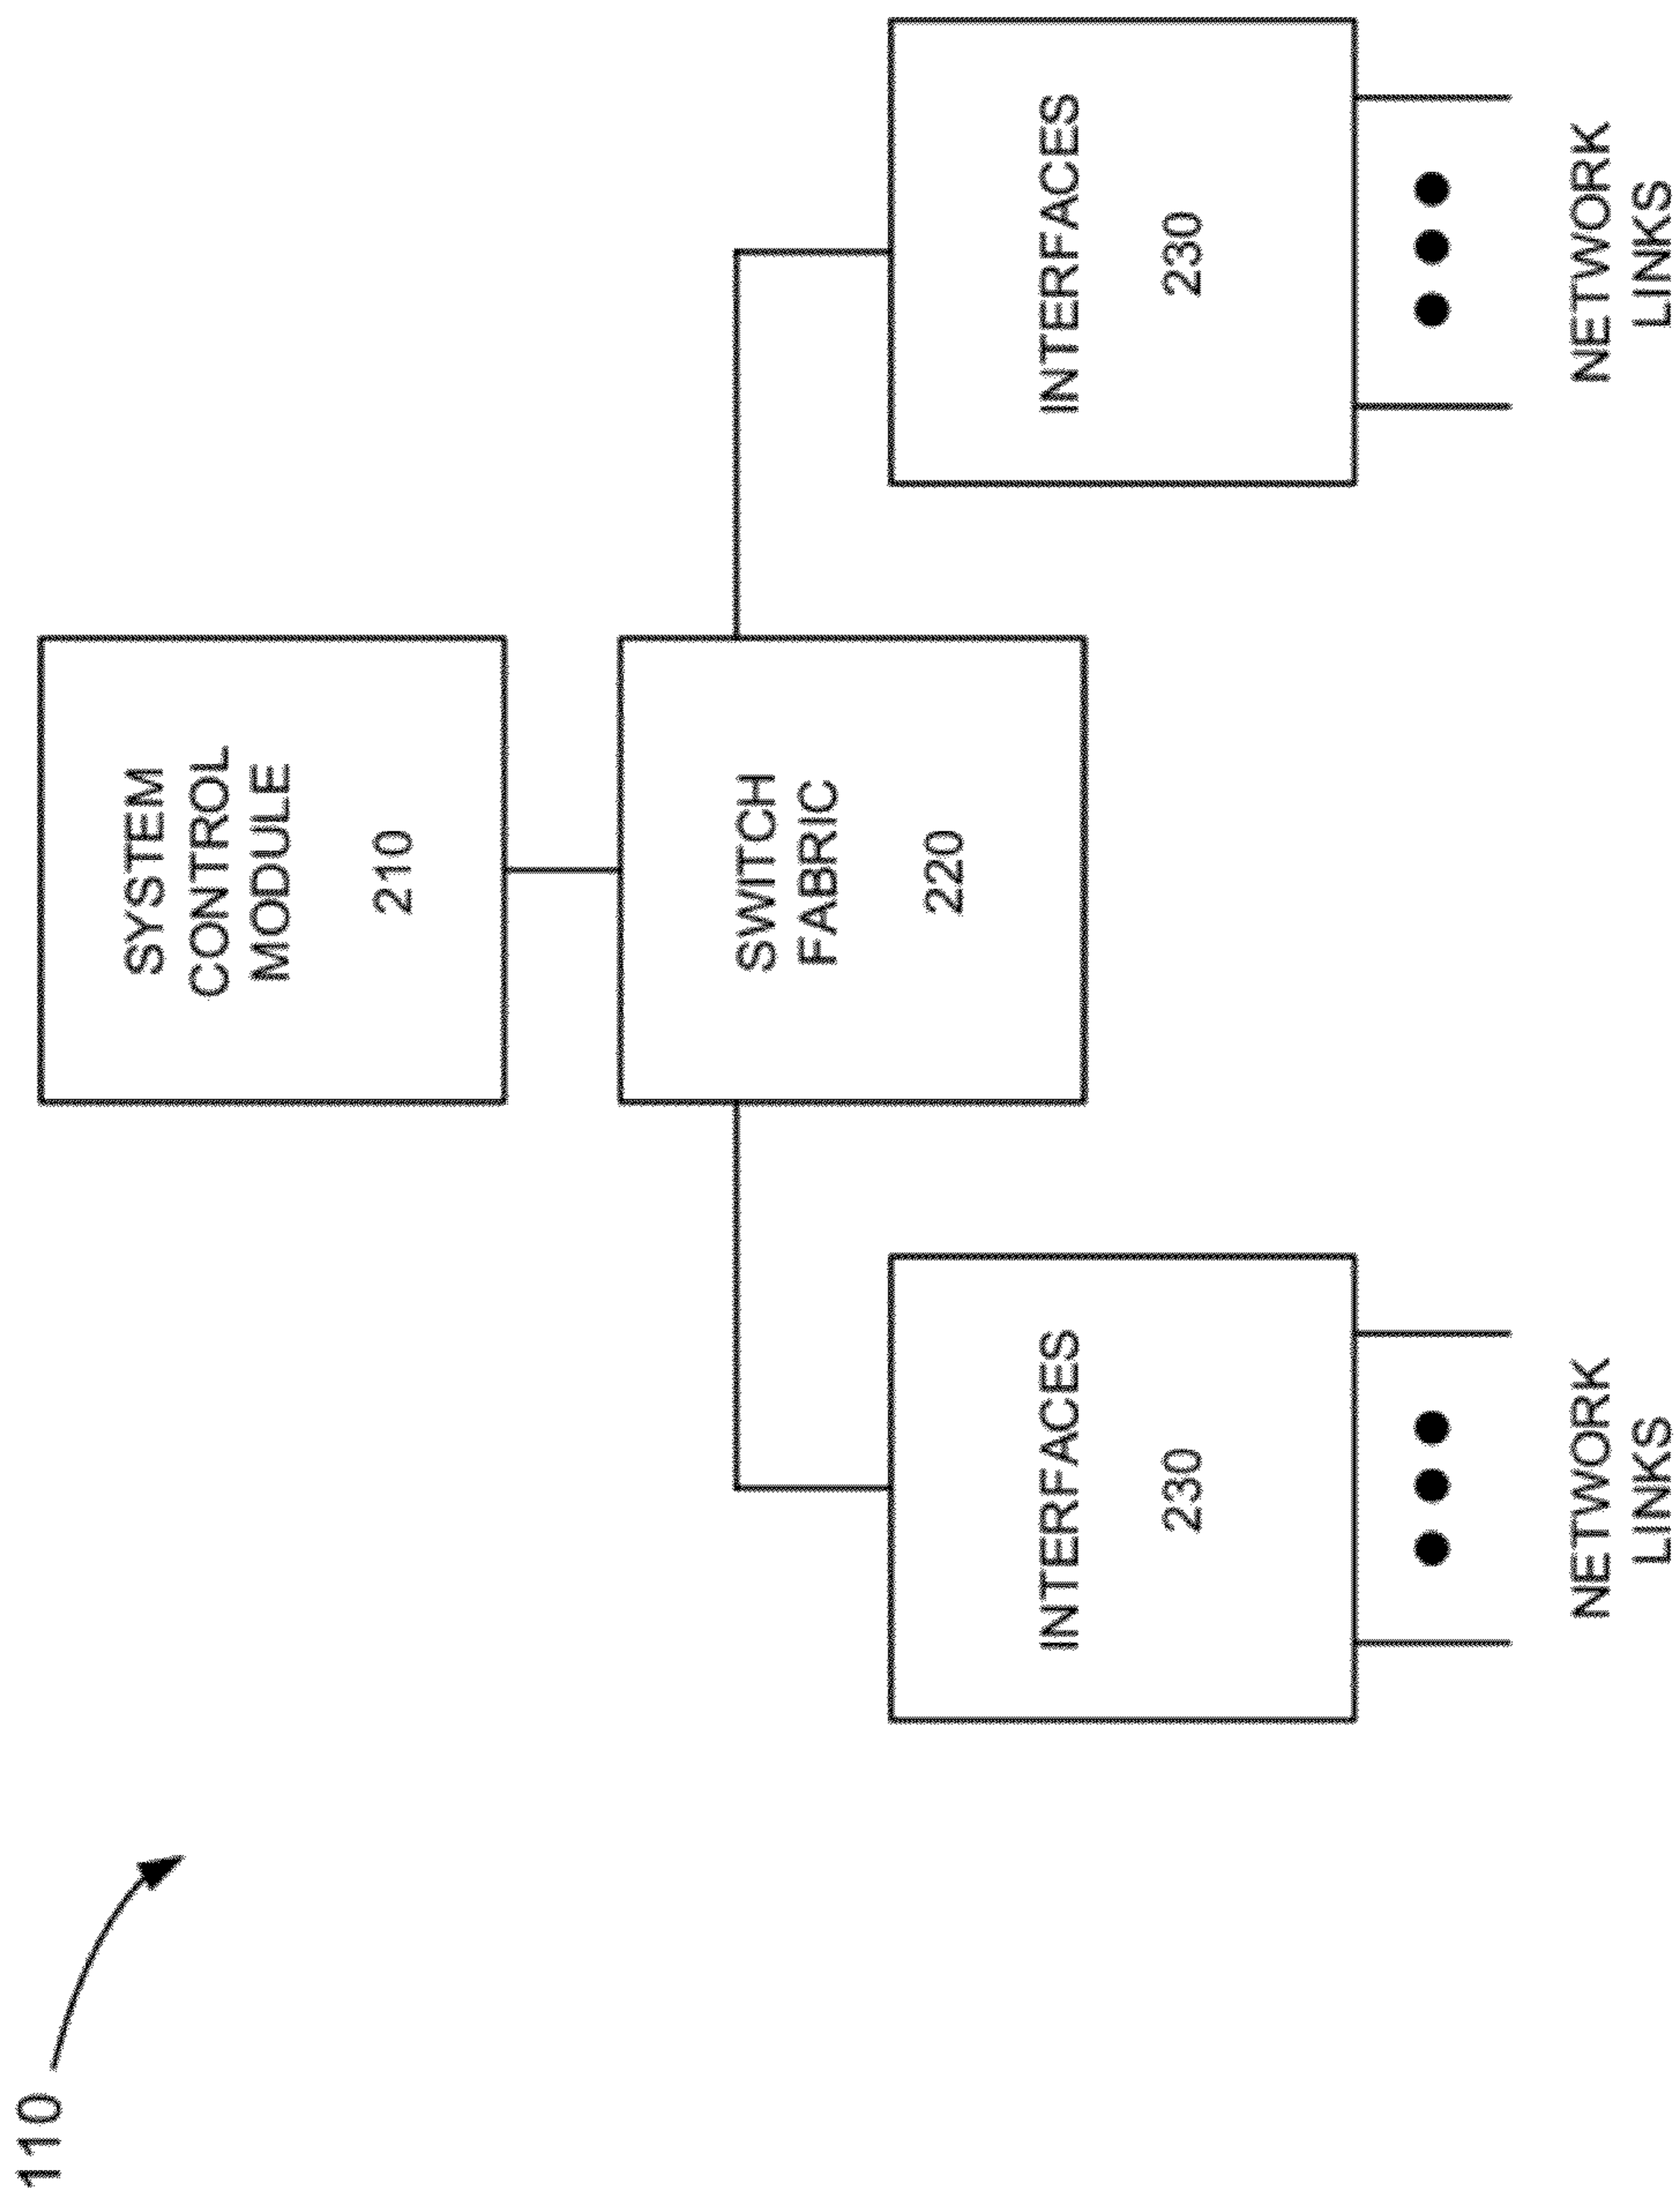 110
SYSTEM
CONTROL
MODULE
210
SWITCH
FABRIC
220
INTERFACES
230
INTERFACES
230
NETWORK
LINKS
NETWORK
LINKS